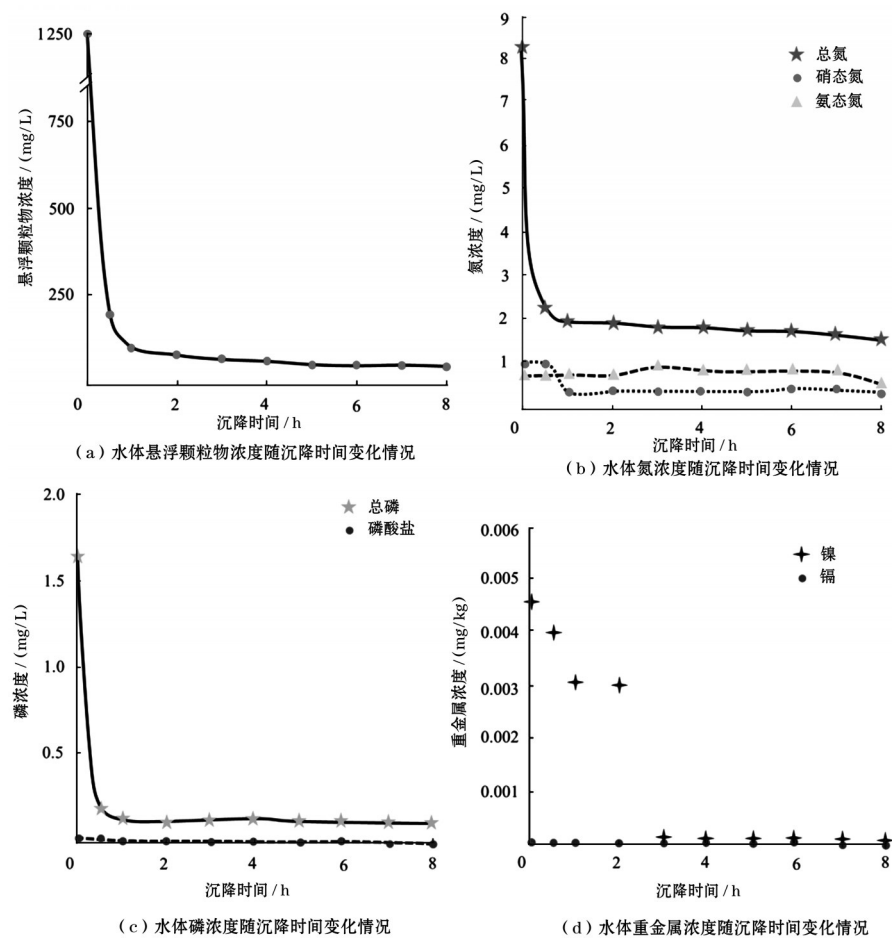 1250
750
500
250
悬浮颗粒物浓度 / (mg/L)
0
2
4
6
8
沉降时间 / h
(a) 水体悬浮颗粒物浓度随沉降时间变化情况
9
8
7
6
5
4
3
2
1
氮浓度 / (mg/L)
总氮
硝态氮
氨态氮
0
2
4
6
8
沉降时间 / h
(b) 水体氮浓度随沉降时间变化情况
2.0
1.5
1.0
0.5
磷浓度 / (mg/L)
总磷
磷酸盐
0
2
4
6
8
沉降时间 / h
(c) 水体磷浓度随沉降时间变化情况
0.006
0.005
0.004
0.003
0.002
0.001
重金属浓度 / (mg/kg)
镍
镉
0
2
4
6
8
沉降时间 / h
(d) 水体重金属浓度随沉降时间变化情况